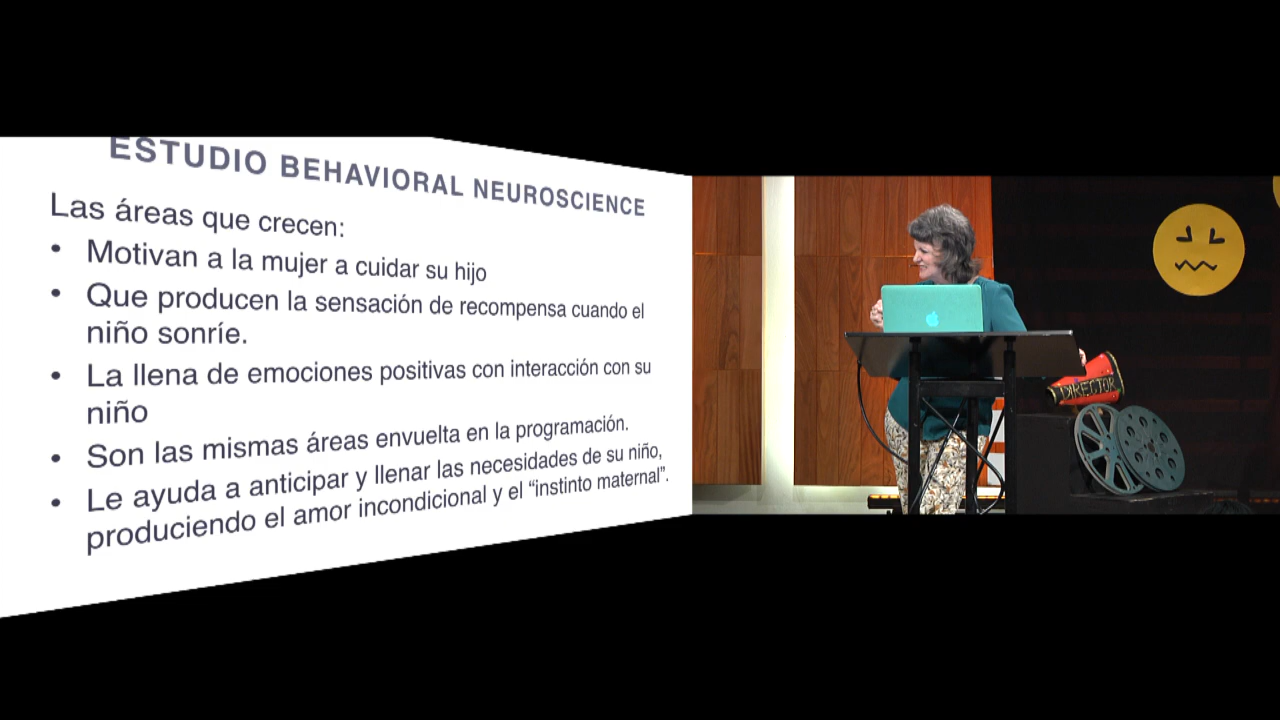 ESTUDIO BEHAVIORAL NEUROSCIENCE
Las áreas que crecen:
• Motivan a la mujer a cuidar su hijo
• Que producen la sensación de recompensa cuando el
niño sonríe.
• La llena de emociones positivas con interacción con su
niño
• Son las mismas áreas envuelta en la programación.
• Le ayuda a anticipar y llenar las necesidades de su niño,
produciendo el amor incondicional y el “instinto maternal”.
DIRECTOR